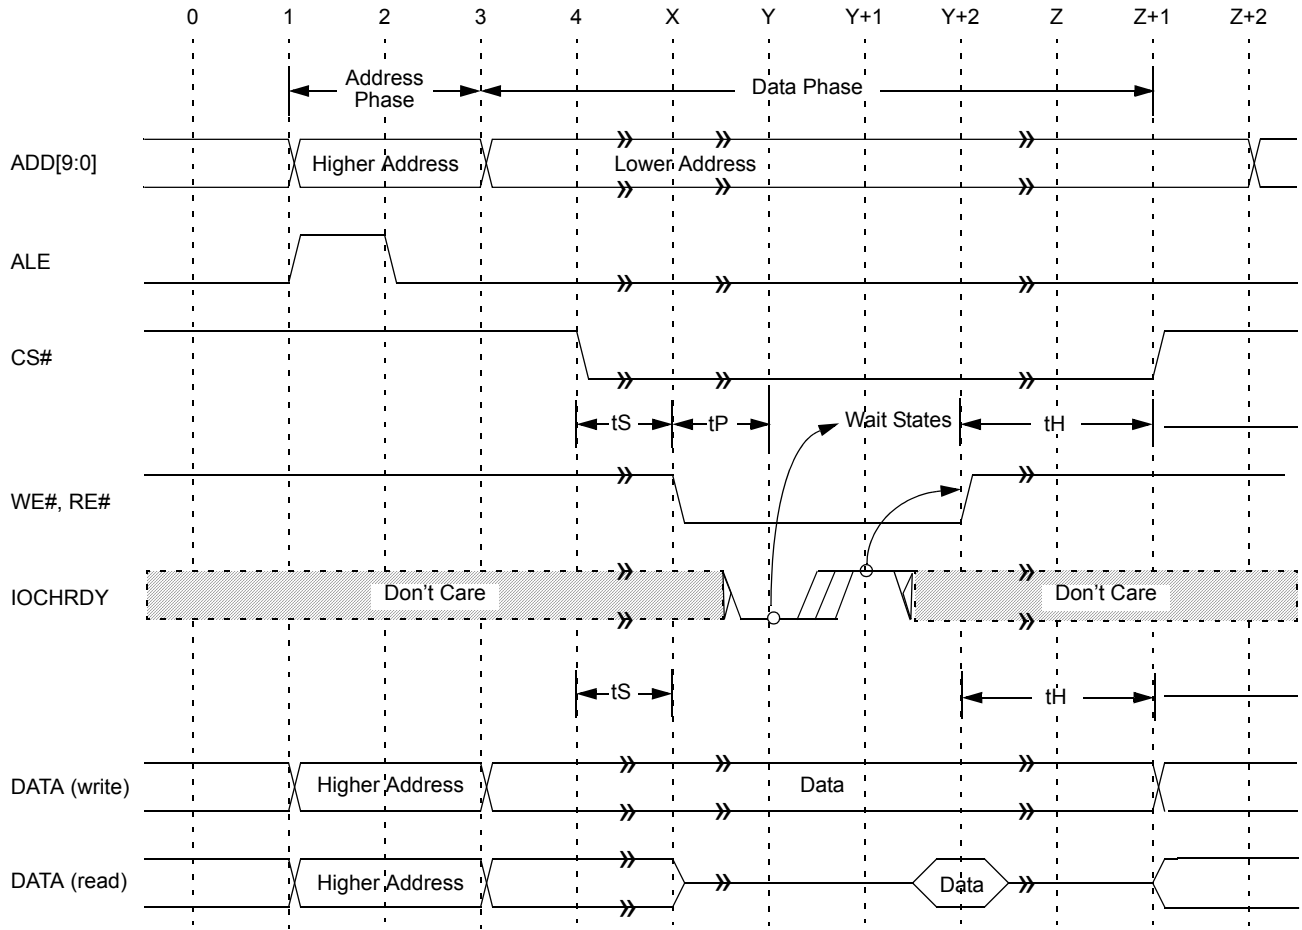 0 1 2 3 4 X Y Y+1 Y+2 Z Z+1 Z+2
Address
Phase
Data Phase
ADD[9:0]
Higher Address
Lower Address
ALE
CS#
tS
tP
Wait States
tH
WE#, RE#
IOCHRDY
Don't Care
Don't Care
tS
tH
DATA (write)
Higher Address
Data
DATA (read)
Higher Address
Data